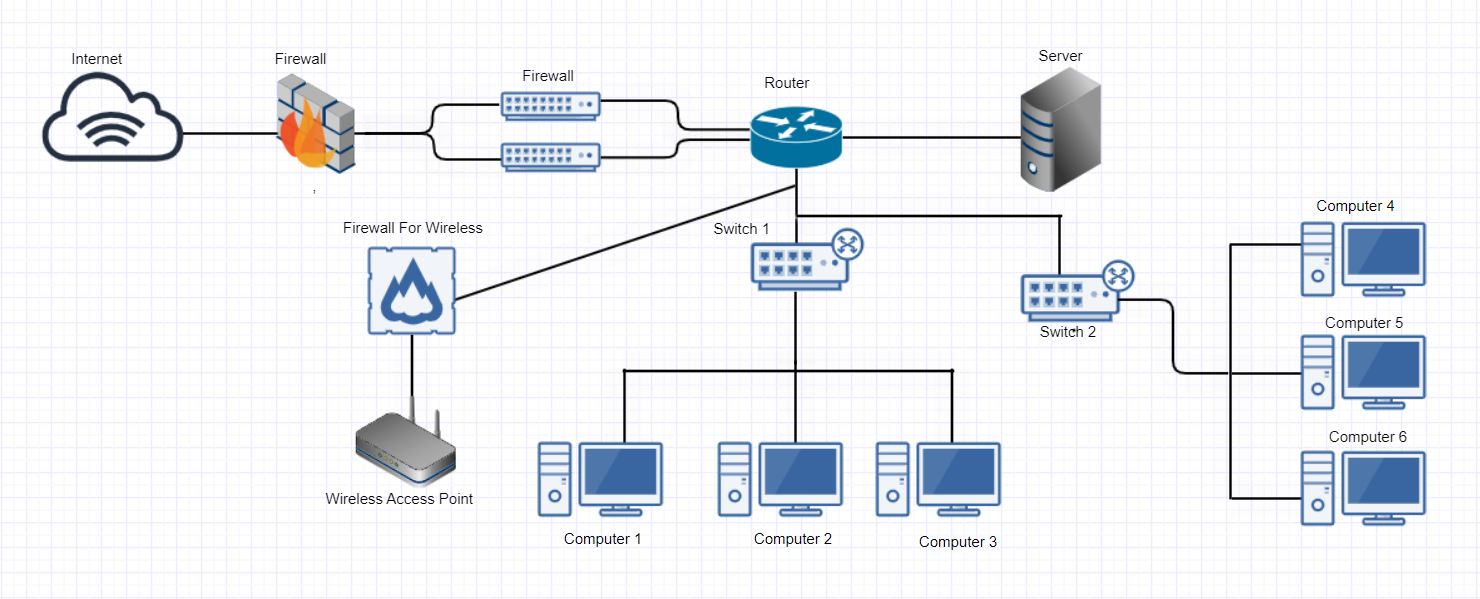 Internet
Firewall
Firewall
Router
Server
,
Firewall For Wireless
Switch 1
Computer 4
Computer 5
Switch 2
Computer 6
Wireless Access Point
Computer 1
Computer 2
Computer 3